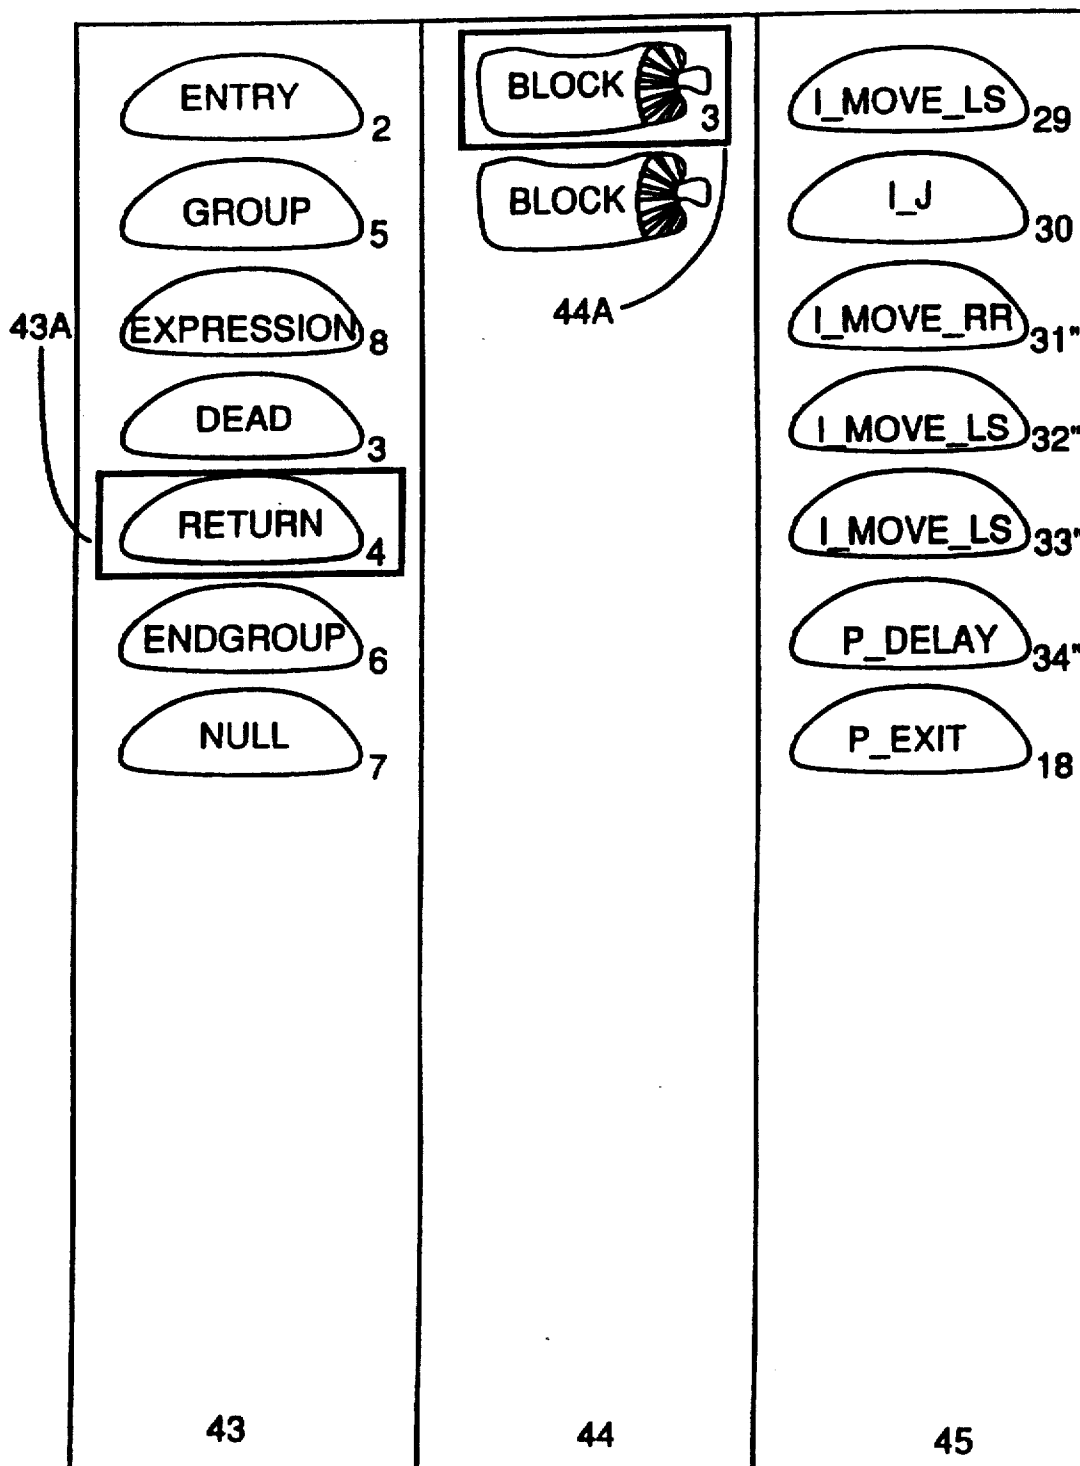 ENTRY 2
GROUP 5
43A
EXPRESSION 8
DEAD 3
RETURN 4
ENDGROUP 6
NULL 7
43
BLOCK 3
BLOCK
44A
44
I_MOVE_LS 29
I_J 30
I_MOVE_RR 31"
I_MOVE_LS 32"
I_MOVE_LS 33"
P_DELAY 34"
P_EXIT 18
45